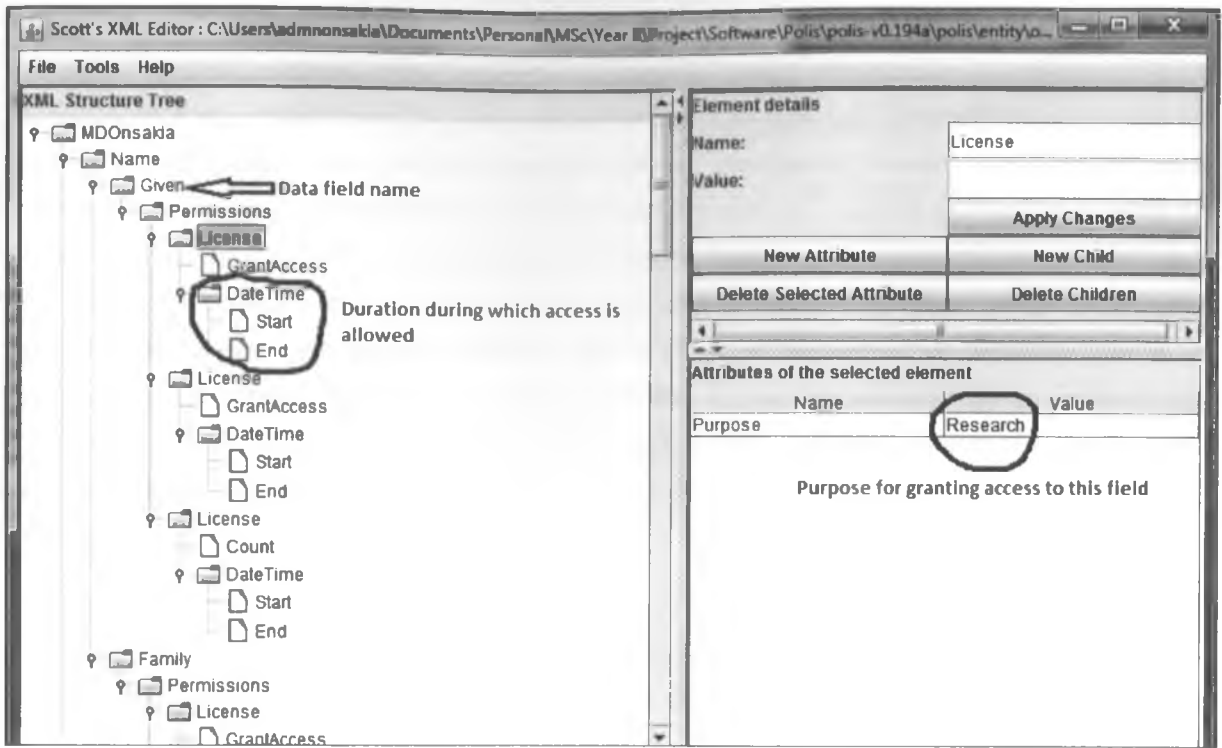 Scott's XML Editor : C:\Users\admnonsakia\Documents\Personal\MSc\Year II\Project\Software\Polis\polis-v0.194a\polis\entity\o...
File Tools Help
XML Structure Tree
MDOnsakia
Name
Given
Data field name
Permissions
License
GrantAccess
DateTime
Start
End
Duration during which access is
allowed
License
GrantAccess
DateTime
Start
End
License
Count
DateTime
Start
End
Family
Permissions
License
GrantAccess
Element details
Name: License
Value:
Apply Changes
New Attribute New Child
Delete Selected Attribute Delete Children
Attributes of the selected element
Name Value
Purpose Research
Purpose for granting access to this field